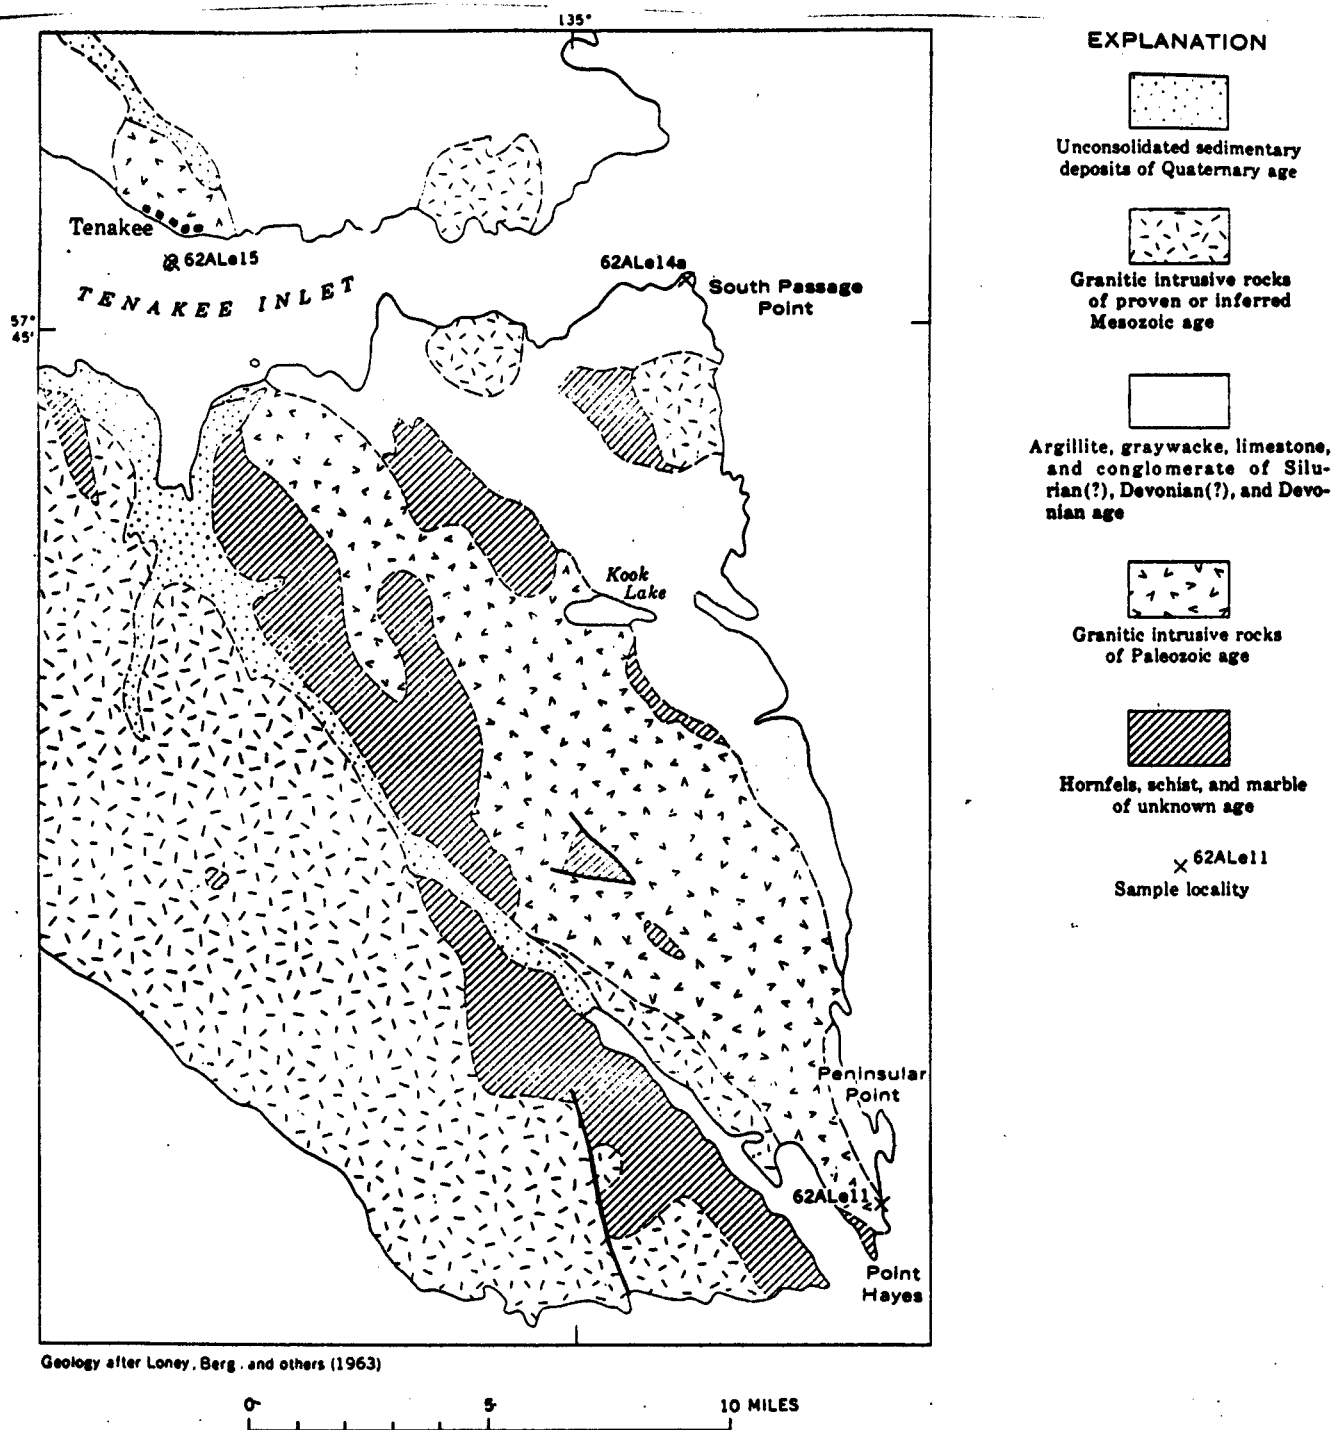 135°
Tenakee
62ALe15
TENAKEE INLET
62ALe14a
South Passage
Point
57°
45'
Kook
Lake
Peninsular
Point
62ALe11
Point
Hayes
Geology after Loney, Berg, and others (1963)
0 5 10 MILES
EXPLANATION
Unconsolidated sedimentary
deposits of Quaternary age
Granitic intrusive rocks
of proven or inferred
Mesozoic age
Argillite, graywacke, limestone,
and conglomerate of Silu-
rian(?), Devonian(?), and Devo-
nian age
Granitic intrusive rocks
of Paleozoic age
Hornfels, schist, and marble
of unknown age
62ALe11
Sample locality